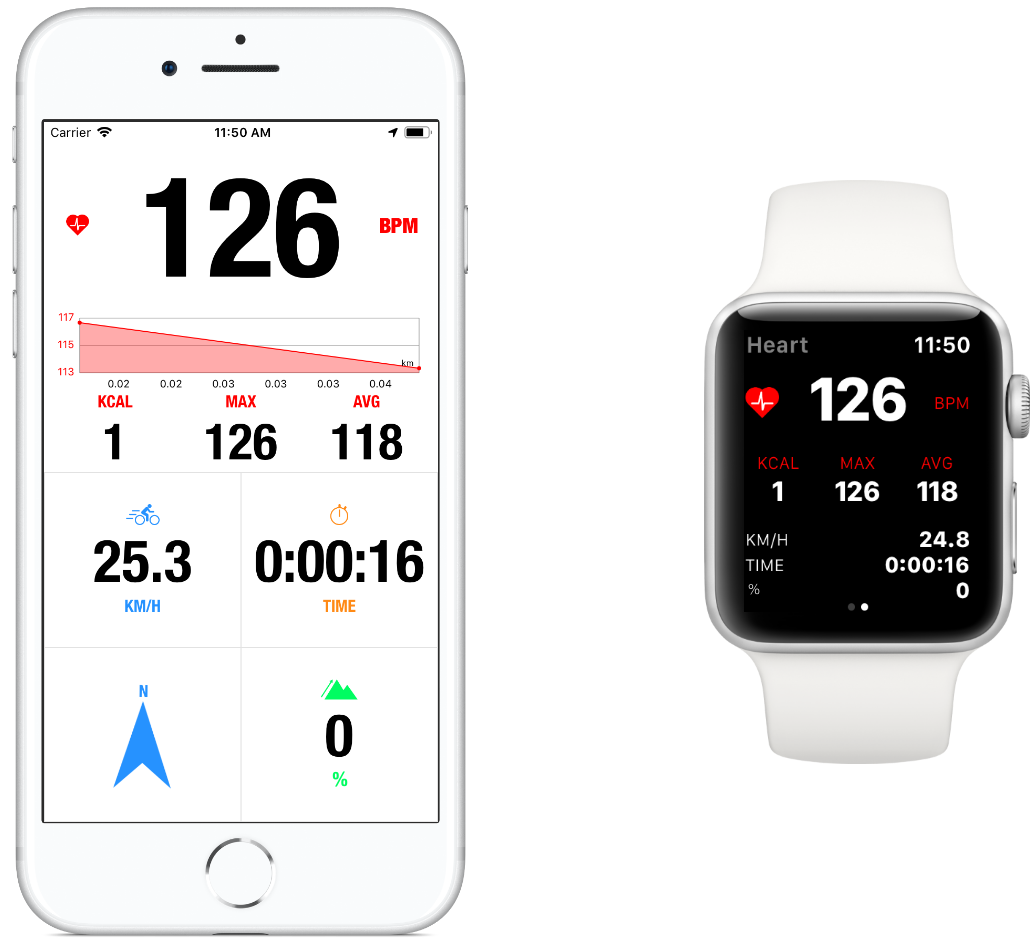 Carrier 11:50 AM
126 BPM
117
115
113
km
0.02 0.02 0.03 0.03 0.03 0.04
KCAL MAX AVG
1 126 118
25.3 0:00:16
KM/H TIME
N
0
%
Heart 11:50
126 BPM
KCAL MAX AVG
1 126 118
KM/H 24.8
TIME 0:00:16
% 0